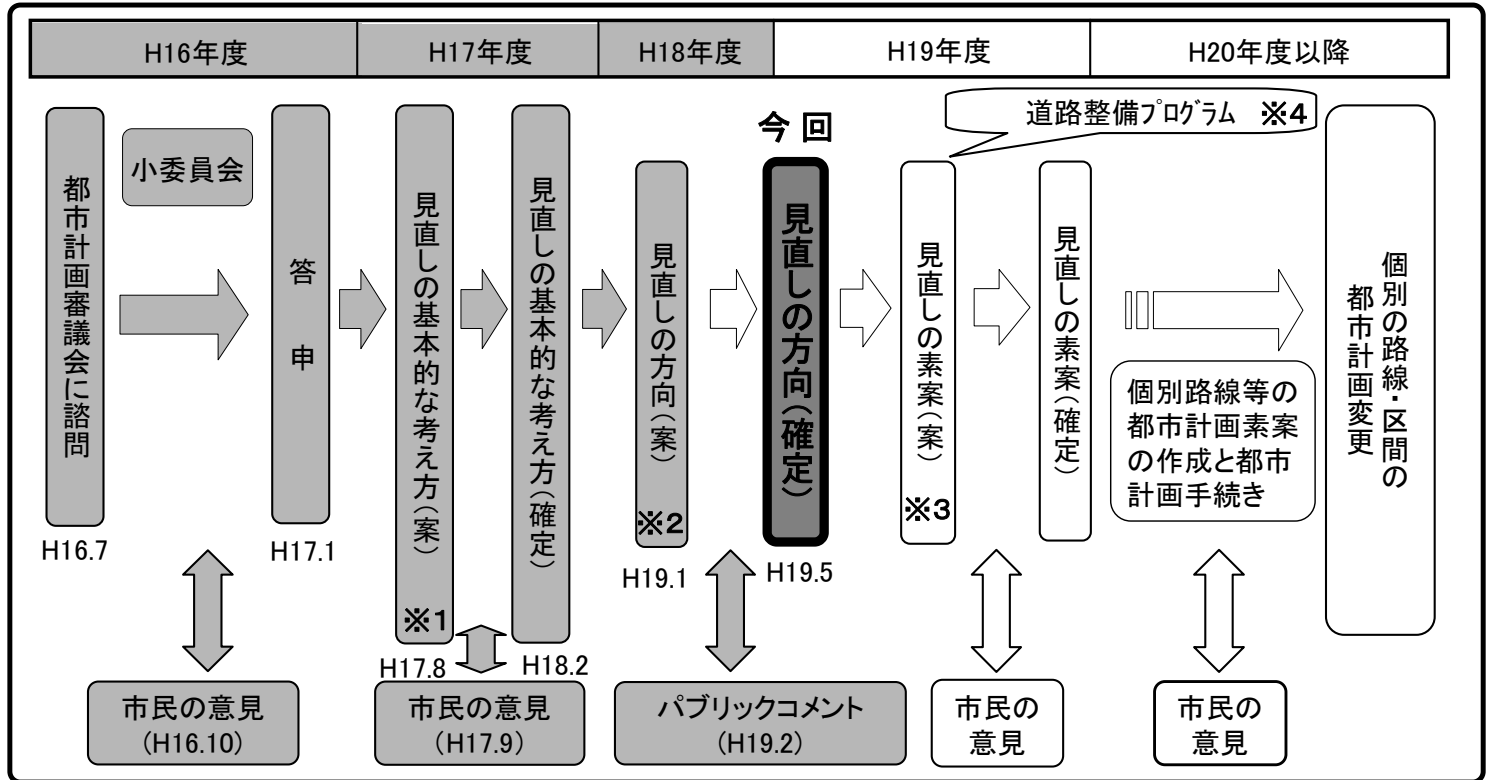 H16年度
H17年度
H18年度
H19年度
H20年度以降
道路整備プログラム ※4
今回
都市計画審議会に諮問
H16.7
小委員会
答申
H17.1
見直しの基本的な考え方(案)
※1
H17.8
見直しの基本的な考え方(確定)
H18.2
見直しの方向(案)
※2
H19.1
見直しの方向(確定)
H19.5
見直しの素案(案)
※3
見直しの素案(確定)
個別路線等の
都市計画素案
の作成と都市
計画手続き
個別の路線・区間の
都市計画変更
市民の意見
(H16.10)
市民の意見
(H17.9)
パブリックコメント
(H19.2)
市民の
意見
市民の
意見